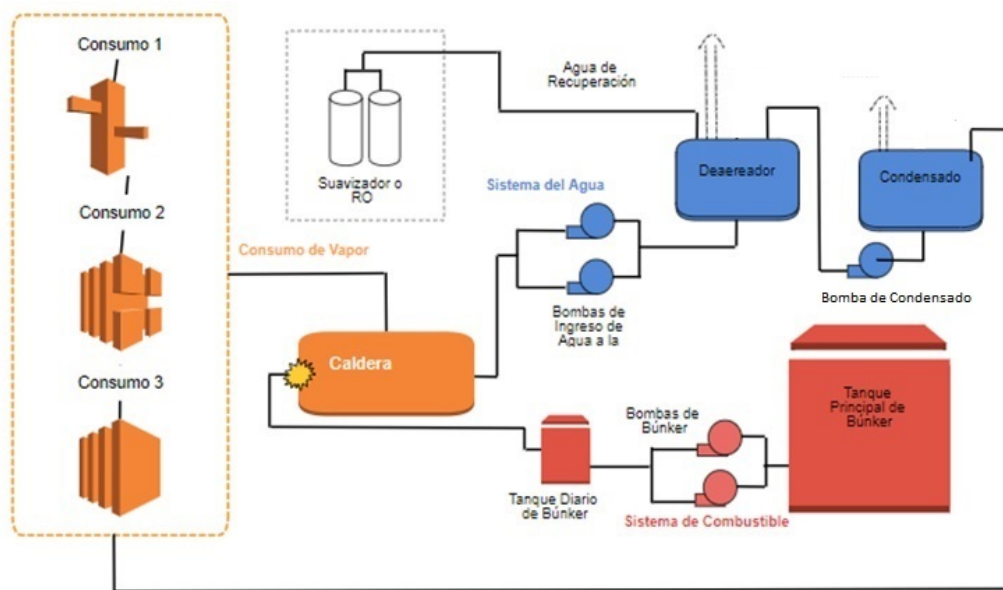 Consumo 1
Consumo 2
Consumo de Vapor
Consumo 3
Suavizador o
RO
Agua de
Recuperación
Sistema del Agua
Deaereador
Condensado
Bomba de Condensado
Bombas de
Ingreso de
Agua a la
Caldera
Tanque
Principal de
Búnker
Bombas de
Búnker
Tanque Diario
de Búnker
Sistema de Combustible